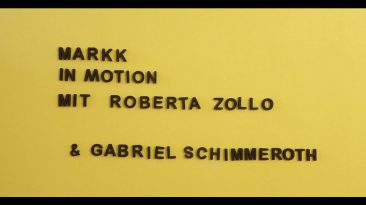 MARKK
IN MOTION
MIT ROBERTA ZOLLO
& GABRIEL SCHIMMEROTH